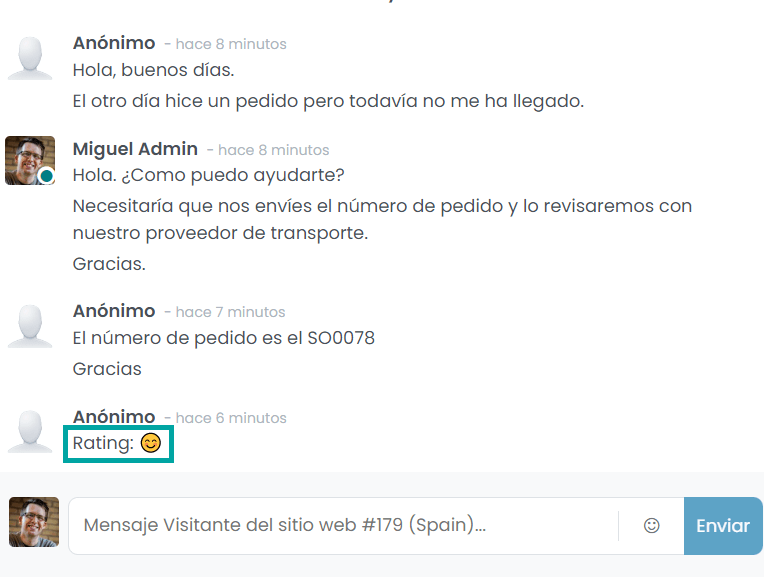 Anónimo - hace 8 minutos
Hola, buenos días.
El otro día hice un pedido pero todavía no me ha llegado.
Miguel Admin - hace 8 minutos
Hola. ¿Como puedo ayudarte?
Necesitaría que nos envíes el número de pedido y lo revisaremos con
nuestro proveedor de transporte.
Gracias.
Anónimo - hace 7 minutos
El número de pedido es el SO0078
Gracias
Anónimo - hace 6 minutos
Rating: 😊
Mensaje Visitante del sitio web #179 (Spain)... Enviar